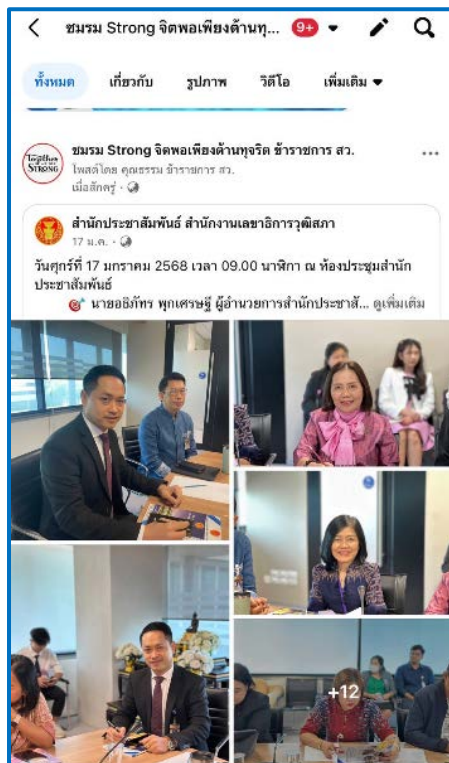 ชมรม Strong จิตพอเพียงด้านทุ... 9+
ทั้งหมด เกี่ยวกับ รูปภาพ วิดีโอ เพิ่มเติม
Together
STRONG
ชมรม Strong จิตพอเพียงด้านทุจริต ข้าราชการ สว.
โพสต์โดย คุณธรรม ข้าราชการ สว.
เมื่อสักครู่ ·
สำนักประชาสัมพันธ์ สำนักงานเลขาธิการวุฒิสภา
17 ม.ค. ·
วันศุกร์ที่ 17 มกราคม 2568 เวลา 09.00 นาฬิกา ณ ห้องประชุมสำนัก
ประชาสัมพันธ์
นายอธิภัทร พุกเศรษฐี ผู้อำนวยการสำนักประชาสั... ดูเพิ่มเติม
+12